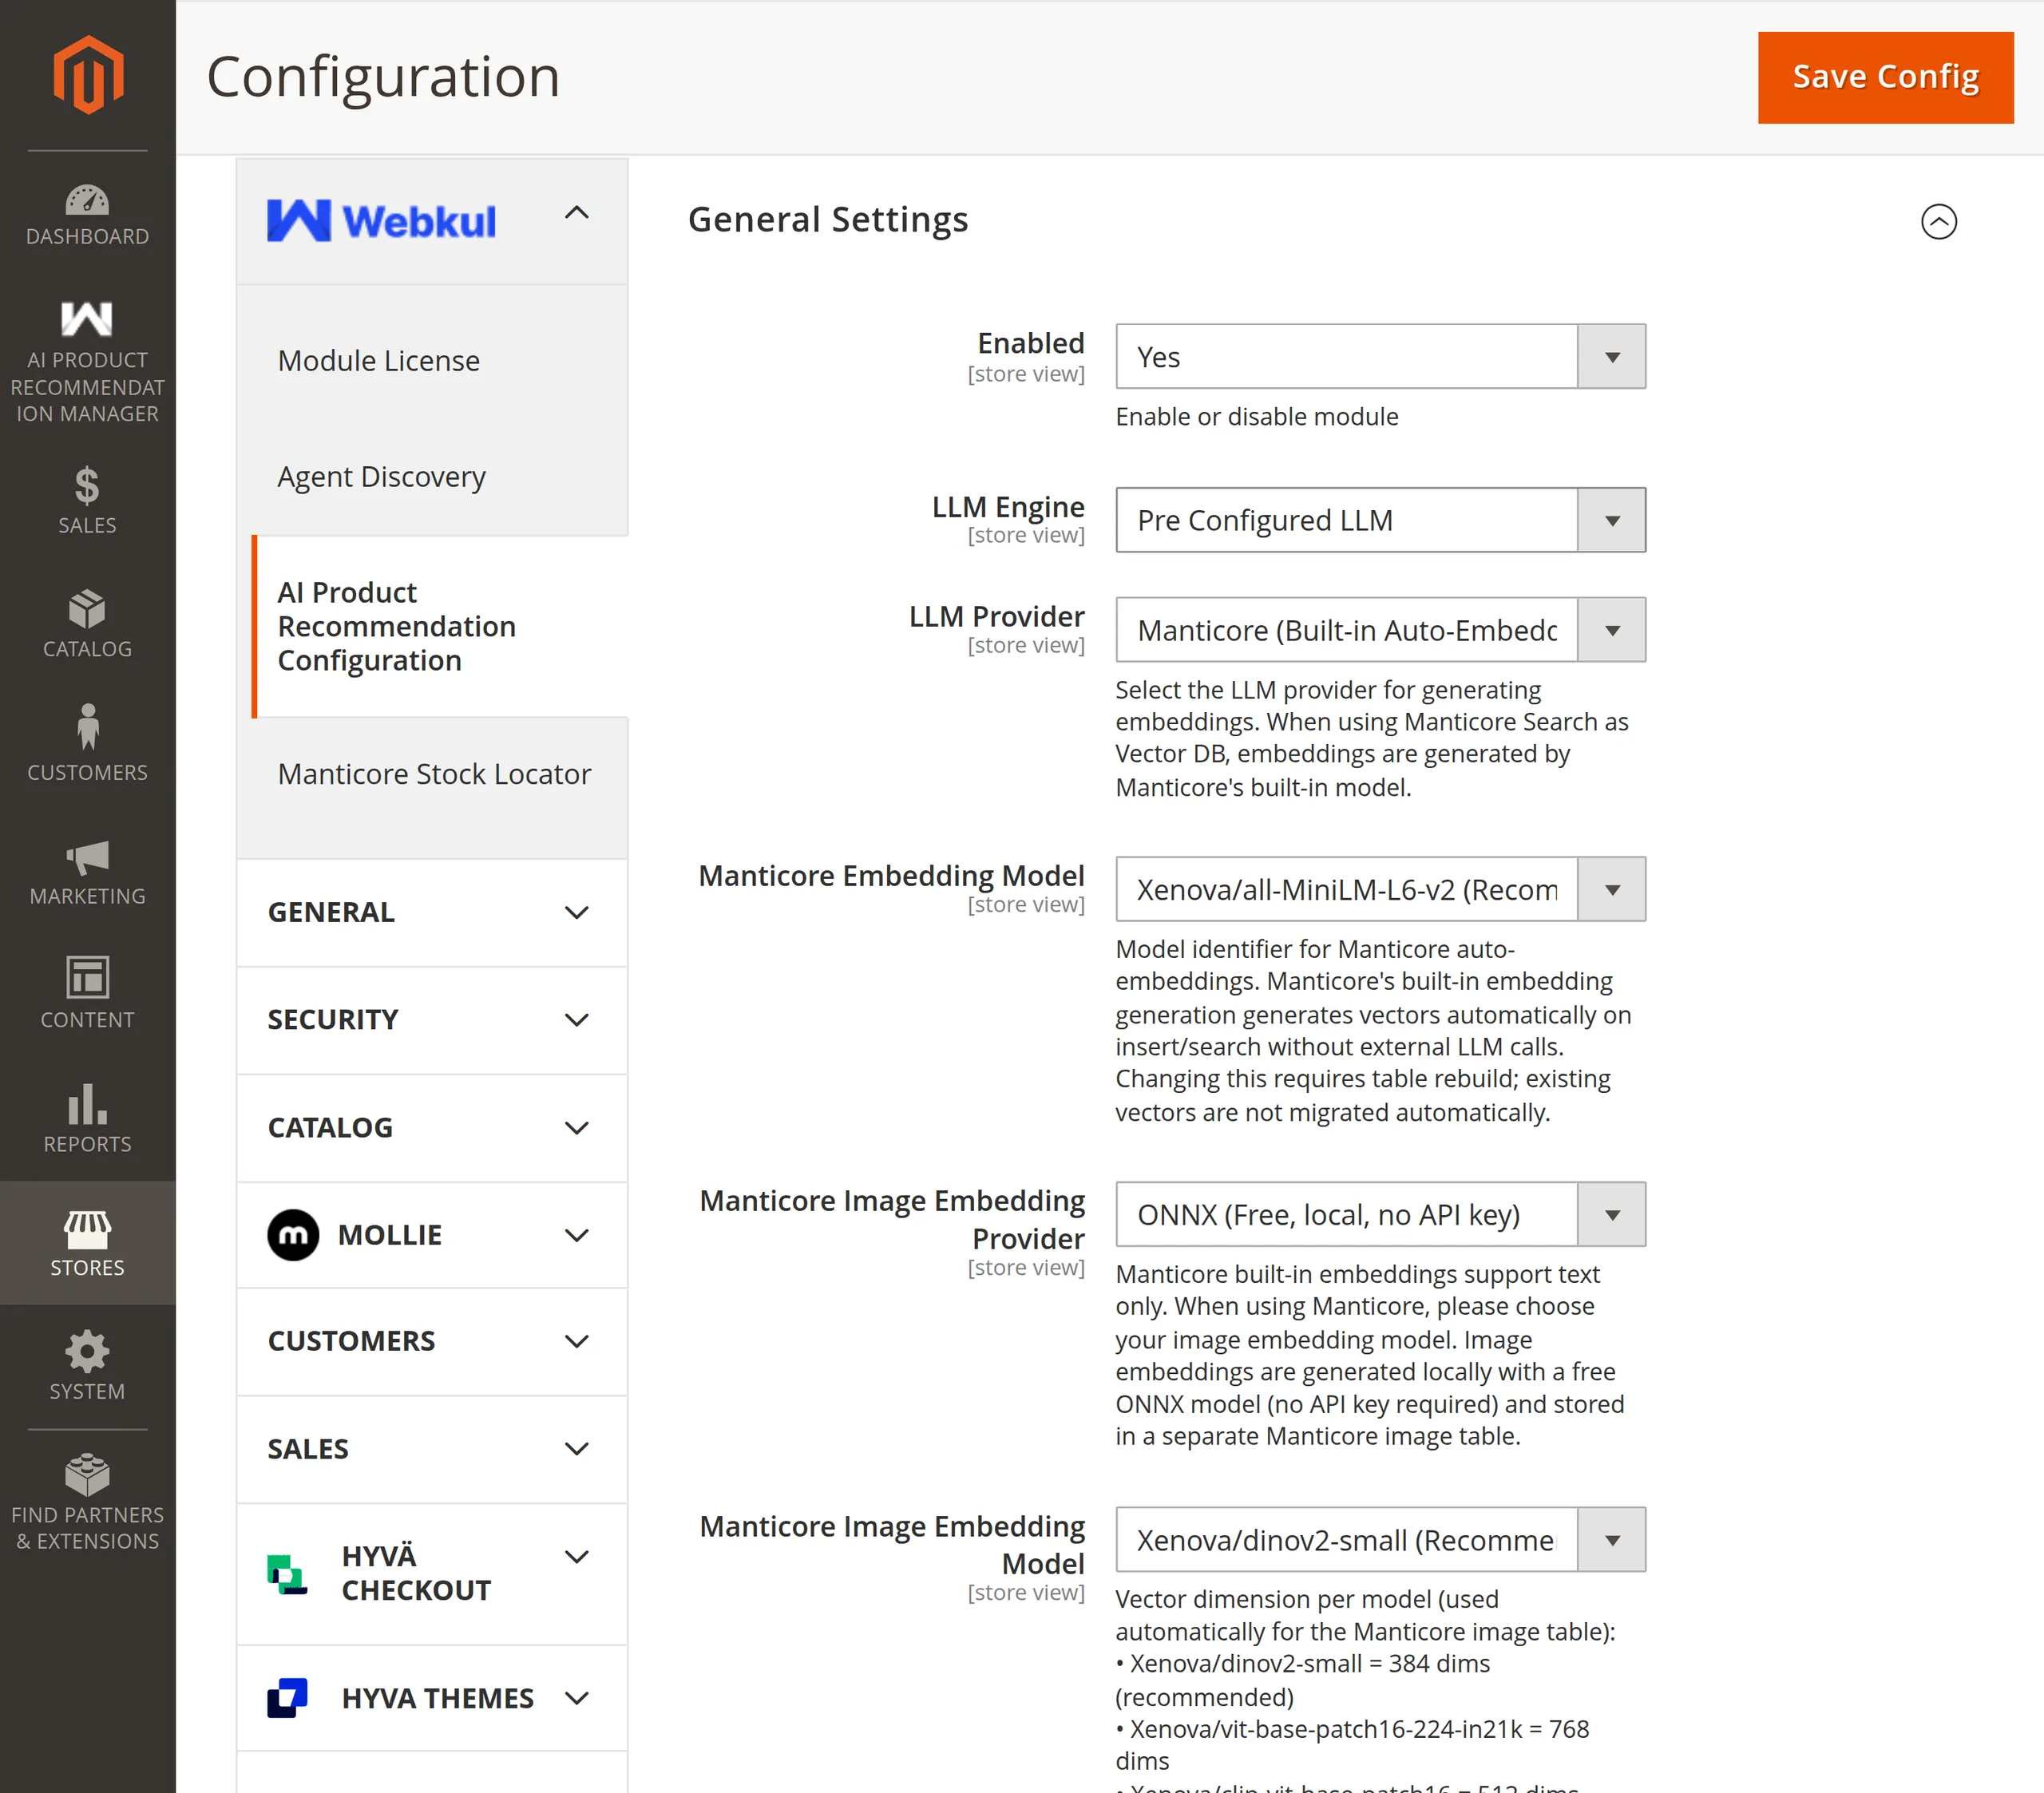 Configuration
Save Config
DASHBOARD
AI PRODUCT
RECOMMENDAT
ION MANAGER
SALES
CATALOG
CUSTOMERS
MARKETING
CONTENT
REPORTS
STORES
SYSTEM
FIND PARTNERS
& EXTENSIONS
Webkul
Module License
Agent Discovery
AI Product
Recommendation
Configuration
Manticore Stock Locator
GENERAL
SECURITY
CATALOG
MOLLIE
CUSTOMERS
SALES
HYVÄ
CHECKOUT
HYVA THEMES
General Settings
Enabled
[store view]
Yes
Enable or disable module
LLM Engine
[store view]
Pre Configured LLM
LLM Provider
[store view]
Manticore (Built-in Auto-Embedd
Select the LLM provider for generating
embeddings. When using Manticore Search as
Vector DB, embeddings are generated by
Manticore's built-in model.
Manticore Embedding Model
[store view]
Xenova/all-MiniLM-L6-v2 (Recom
Model identifier for Manticore auto-
embeddings. Manticore's built-in embedding
generation generates vectors automatically on
insert/search without external LLM calls.
Changing this requires table rebuild; existing
vectors are not migrated automatically.
Manticore Image Embedding
Provider
[store view]
ONNX (Free, local, no API key)
Manticore built-in embeddings support text
only. When using Manticore, please choose
your image embedding model. Image
embeddings are generated locally with a free
ONNX model (no API key required) and stored
in a separate Manticore image table.
Manticore Image Embedding
Model
[store view]
Xenova/dinov2-small (Recomme
Vector dimension per model (used
automatically for the Manticore image table):
• Xenova/dinov2-small = 384 dims
(recommended)
• Xenova/vit-base-patch16-224-in21k = 768
dims
• Xenova/clip-vit-base-patch16 = 512 dims